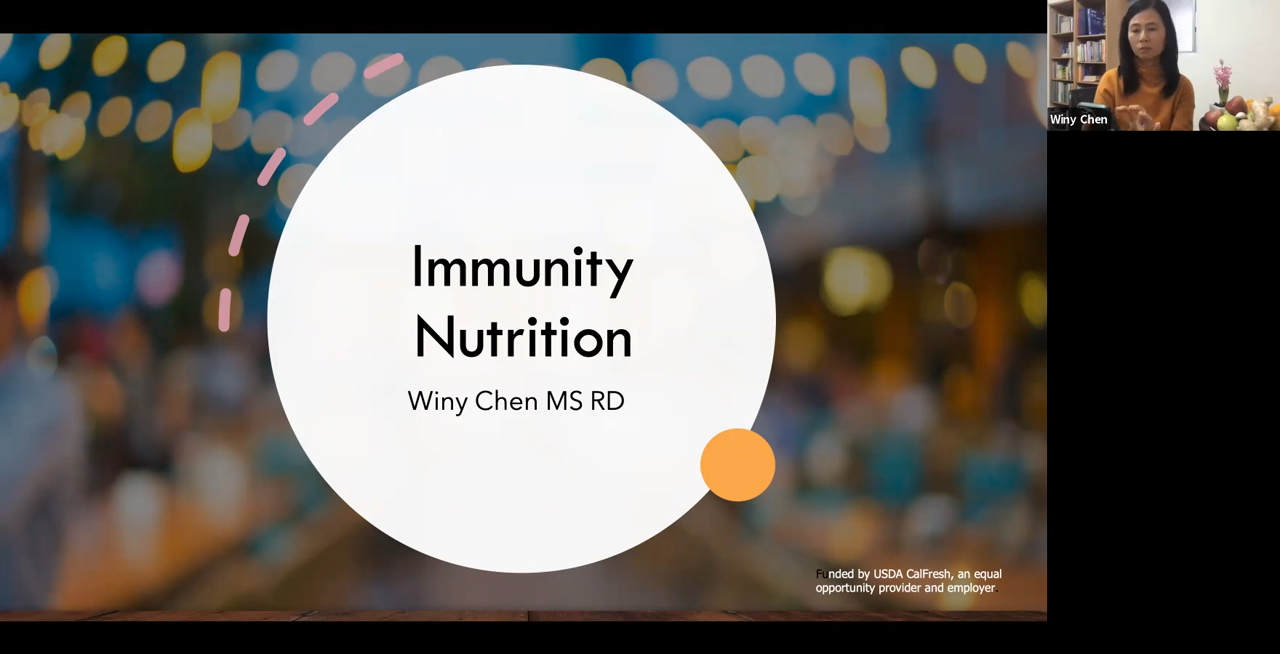 Immunity
Nutrition
Winy Chen MS RD
Funded by USDA CalFresh, an equal
opportunity provider and employer.
Winy Chen